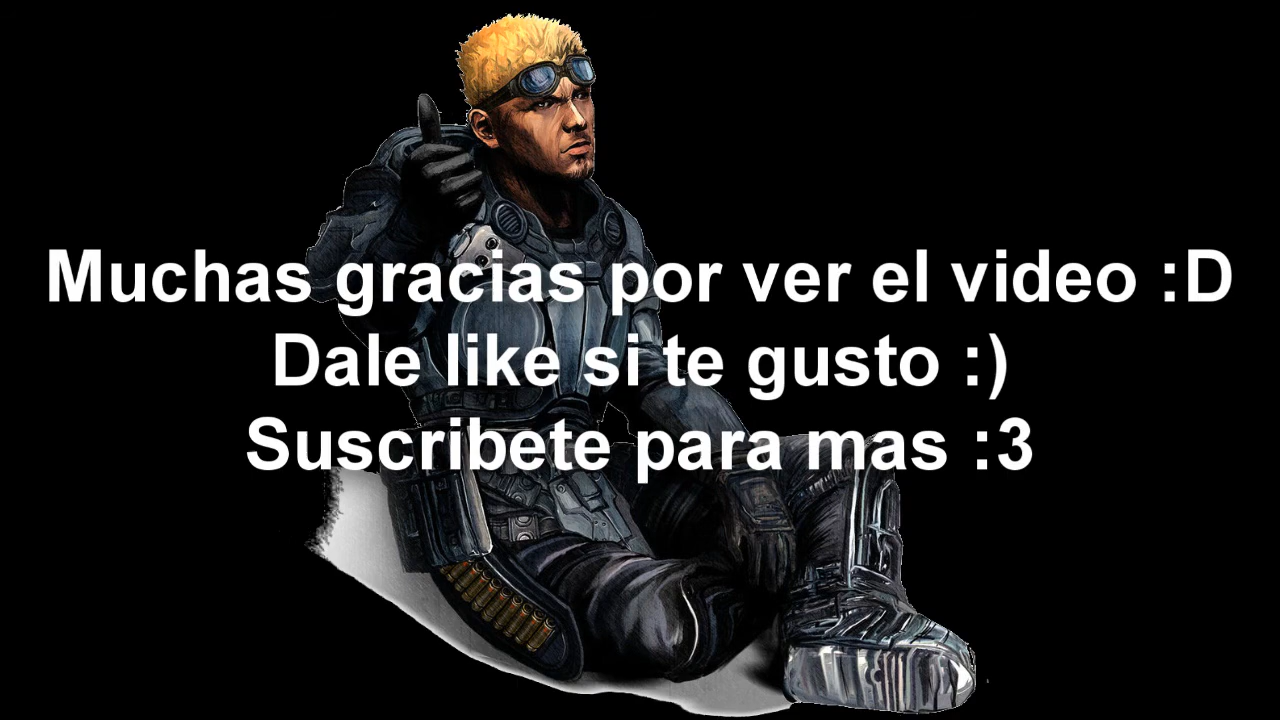 Muchas gracias por ver el video :D
Dale like si te gusto :)
Suscribete para mas :3